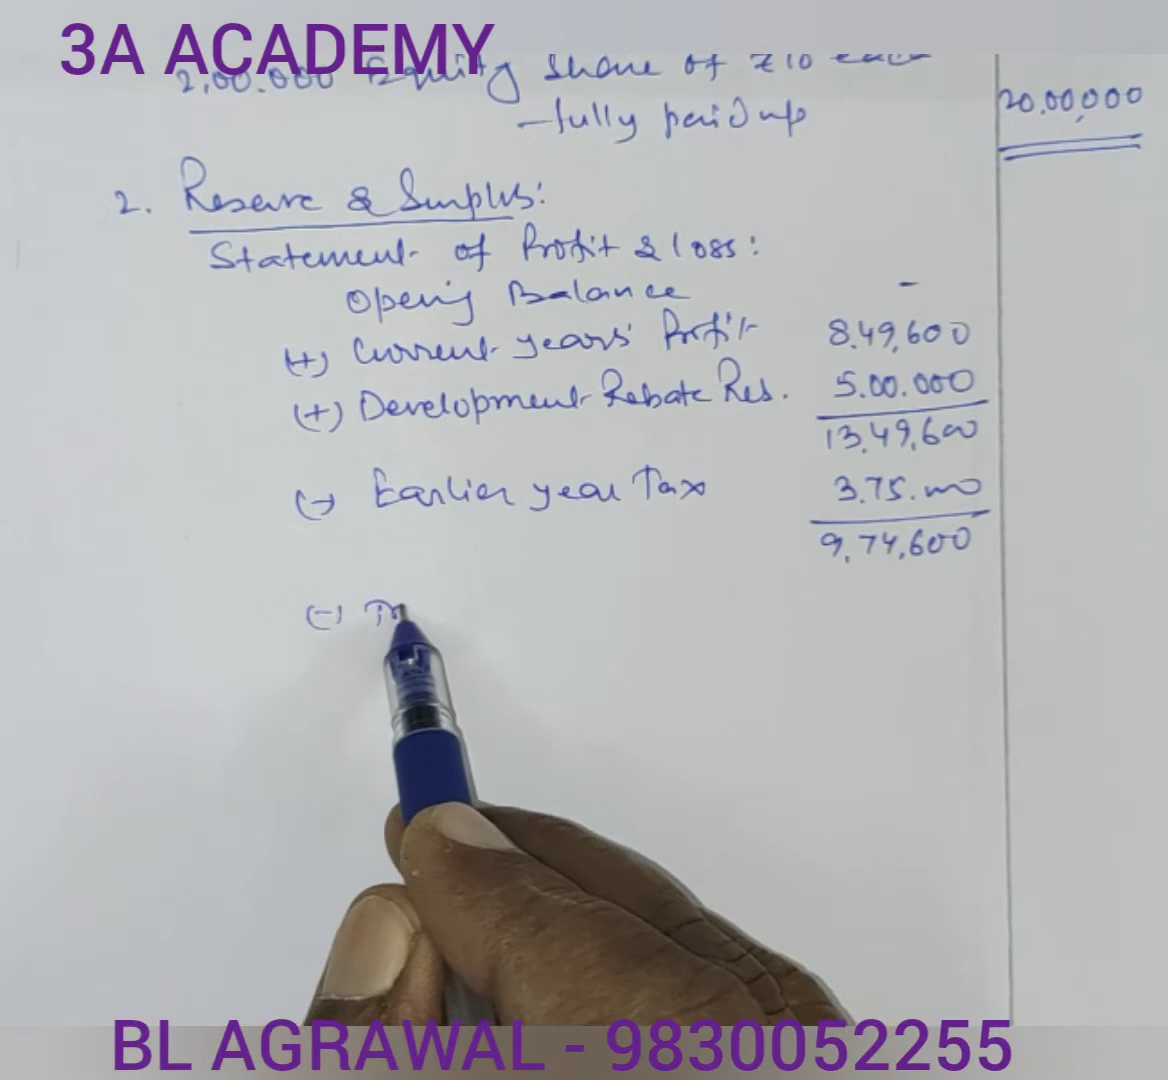 3A ACADEMY
2,00.000 Equity share of ₹10 each
- fully paid up 20,00,000
2. Reserve & Surplus:
Statement of Profit & loss:
Opening Balance -
(+) Current years' Profit 8,49,600
(+) Development Rebate Res. 5.00.000
13,49,600
(-) Earlier year Tax 3.75.000
9,74,600
(-)
BL AGRAWAL - 9830052255